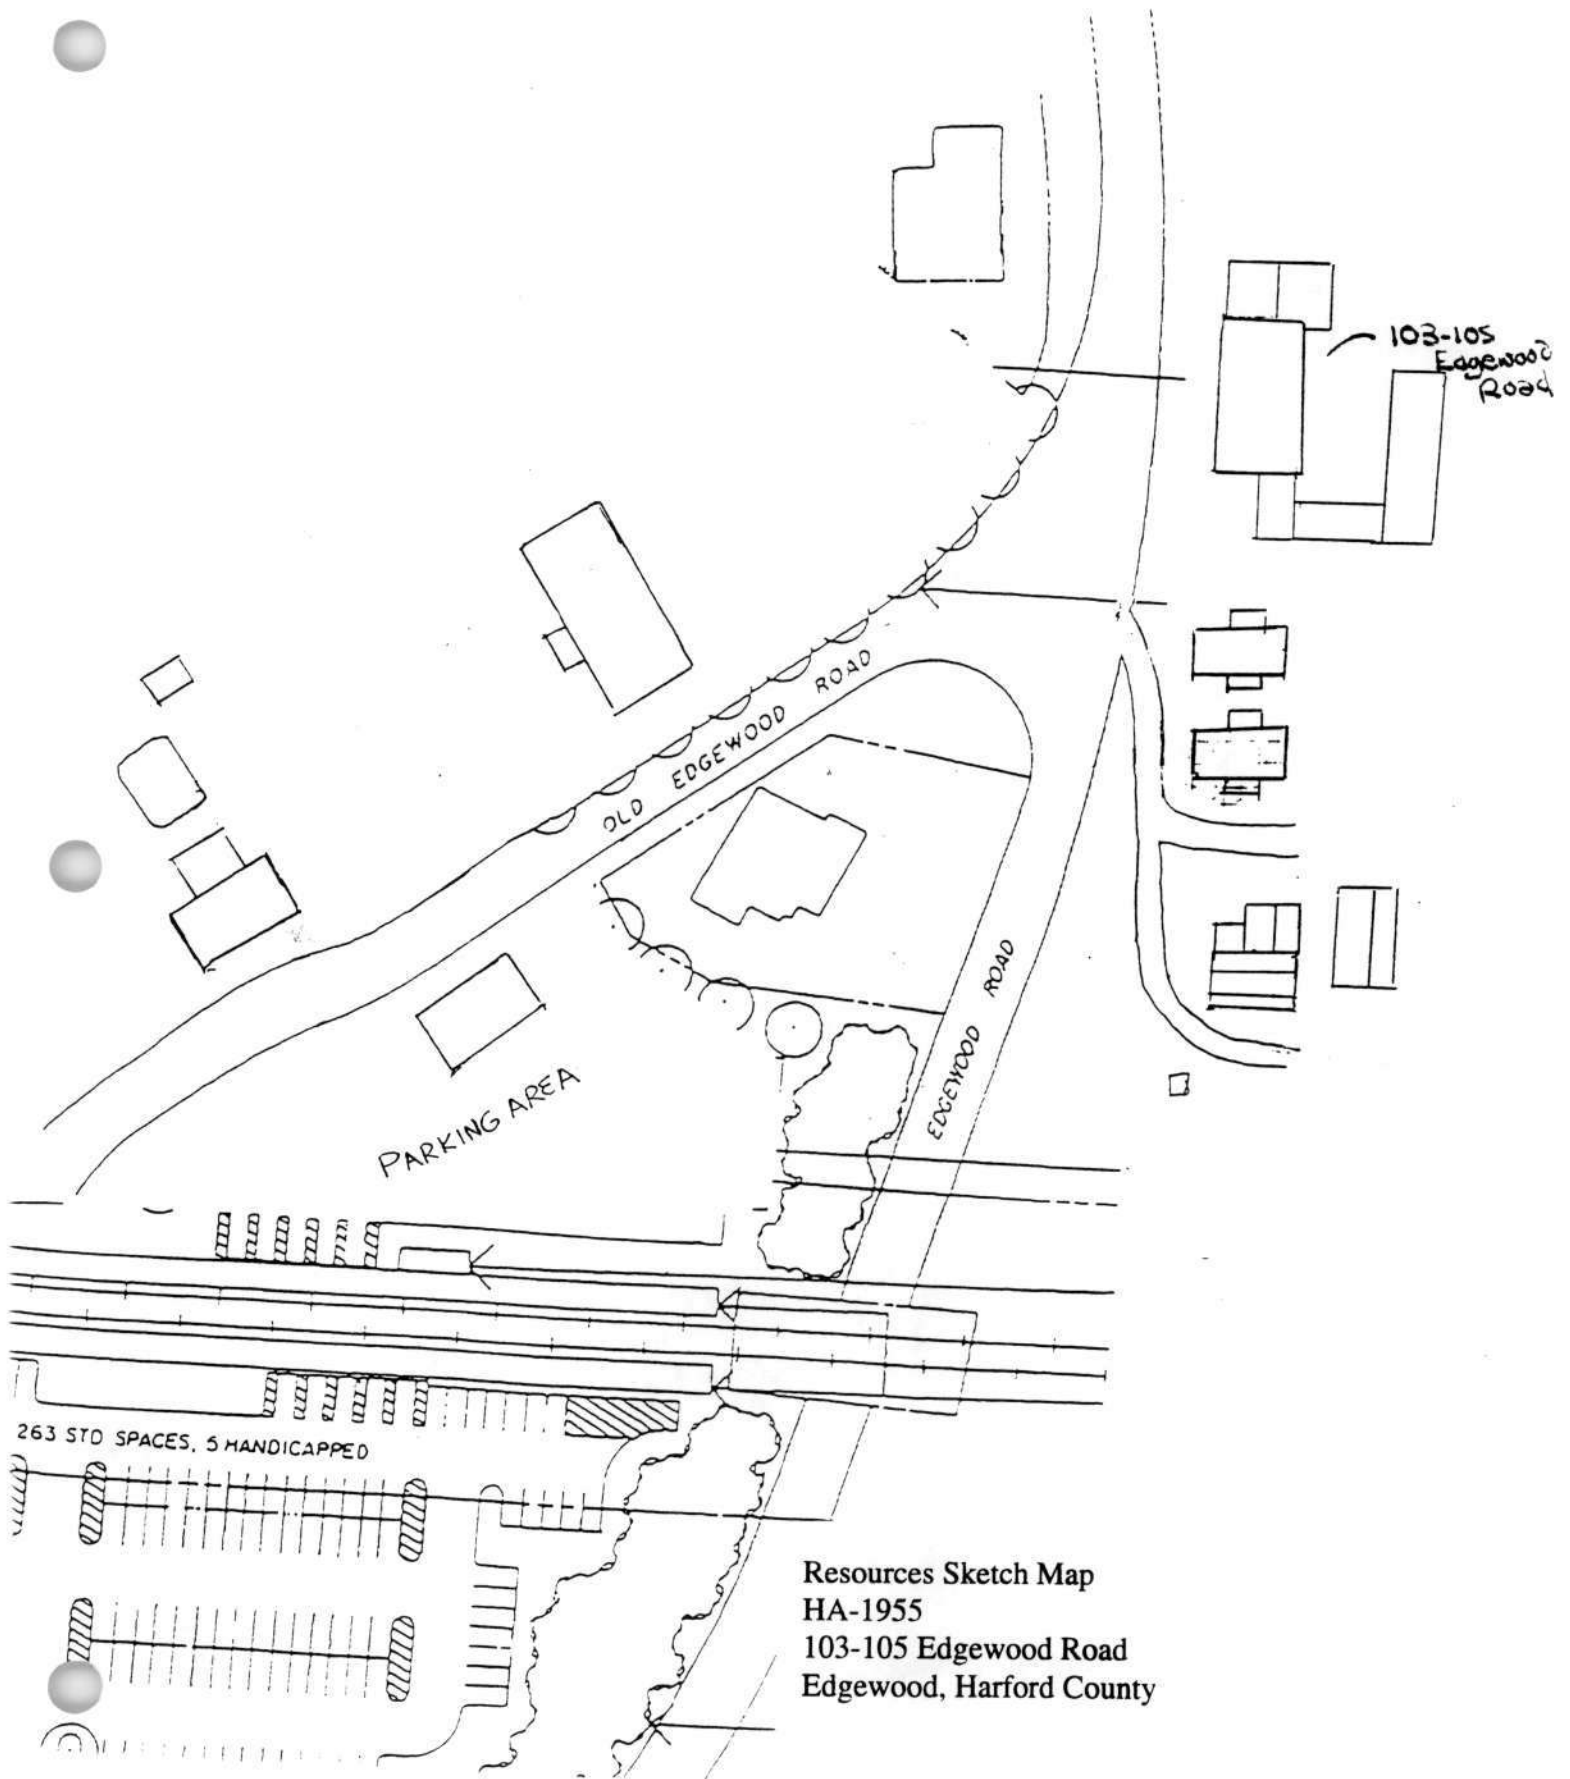 103-105
Edgewood
Road
OLD EDGEWOOD ROAD
EDGEWOOD ROAD
PARKING AREA
263 STD SPACES, 5 HANDICAPPED
Resources Sketch Map
HA-1955
103-105 Edgewood Road
Edgewood, Harford County